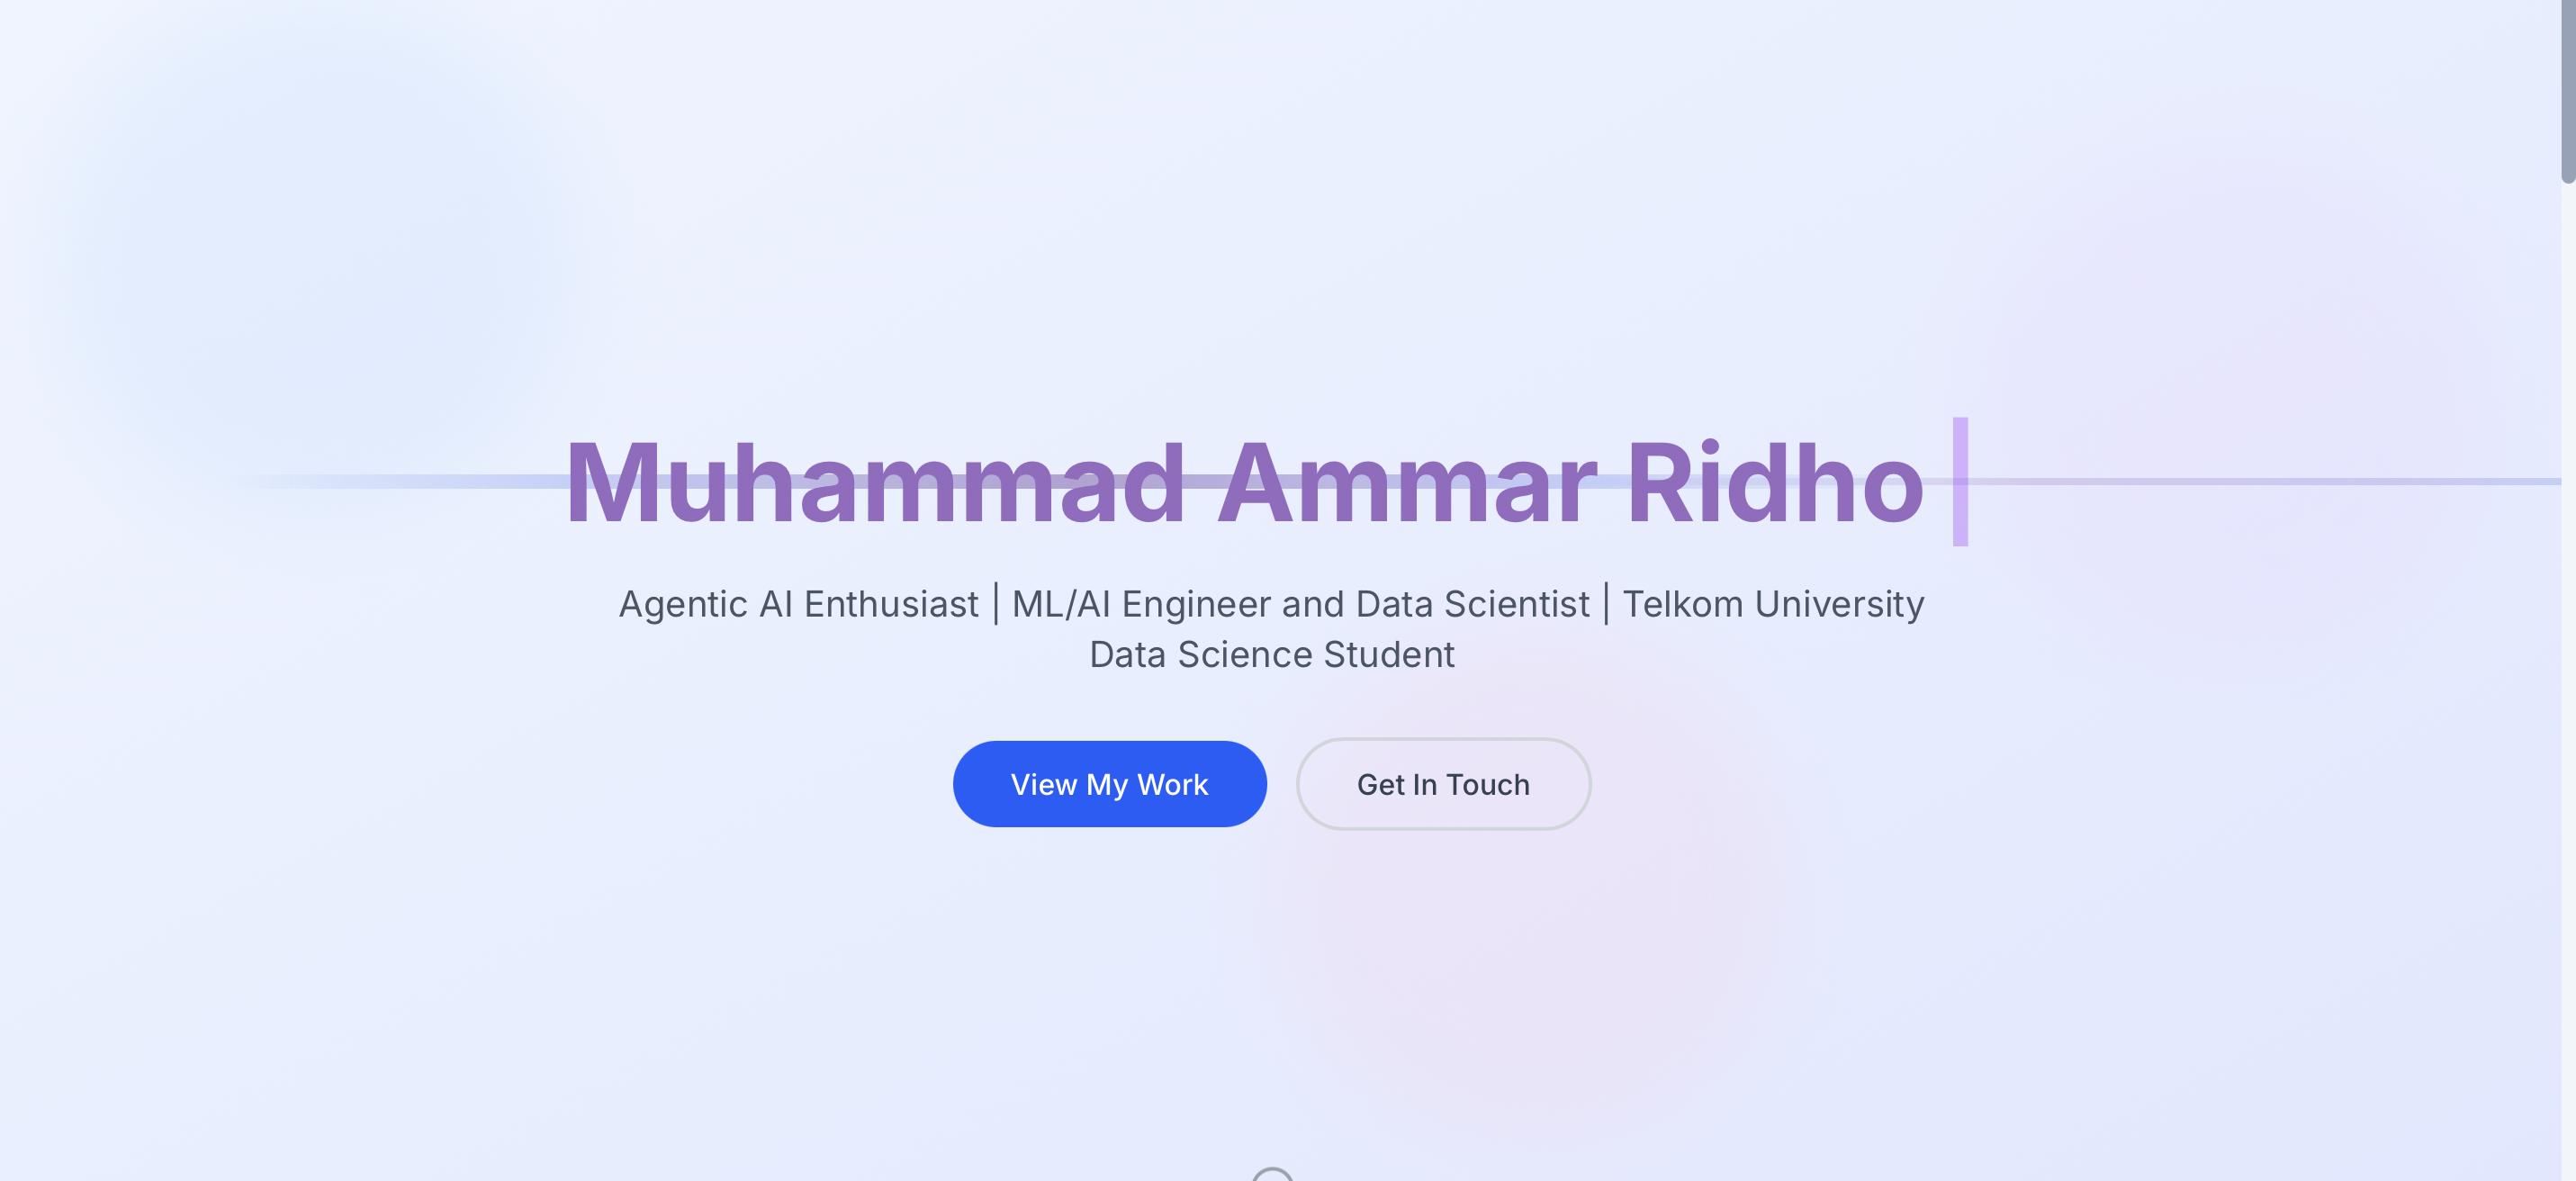 Muhammad Ammar Ridho
Agentic AI Enthusiast | ML/AI Engineer and Data Scientist | Telkom University
Data Science Student
View My Work
Get In Touch